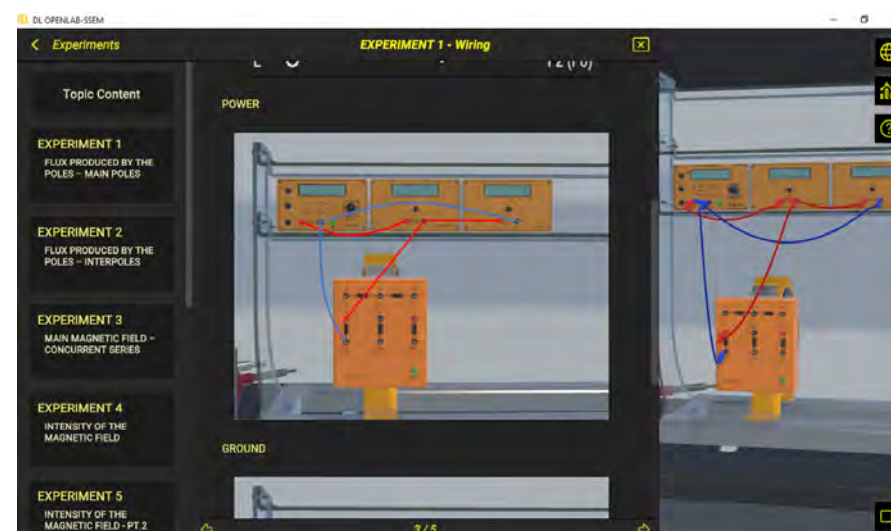 DL OPENLAB-SSEM
Experiments
EXPERIMENT 1 - Wiring
Topic Content
POWER
EXPERIMENT 1
FLUX PRODUCED BY THE
POLES – MAIN POLES
EXPERIMENT 2
FLUX PRODUCED BY THE
POLES – INTERPOLES
EXPERIMENT 3
MAIN MAGNETIC FIELD –
CONCURRENT SERIES
EXPERIMENT 4
INTENSITY OF THE
MAGNETIC FIELD
GROUND
EXPERIMENT 5
INTENSITY OF THE
MAGNETIC FIELD - PT.2
3/5